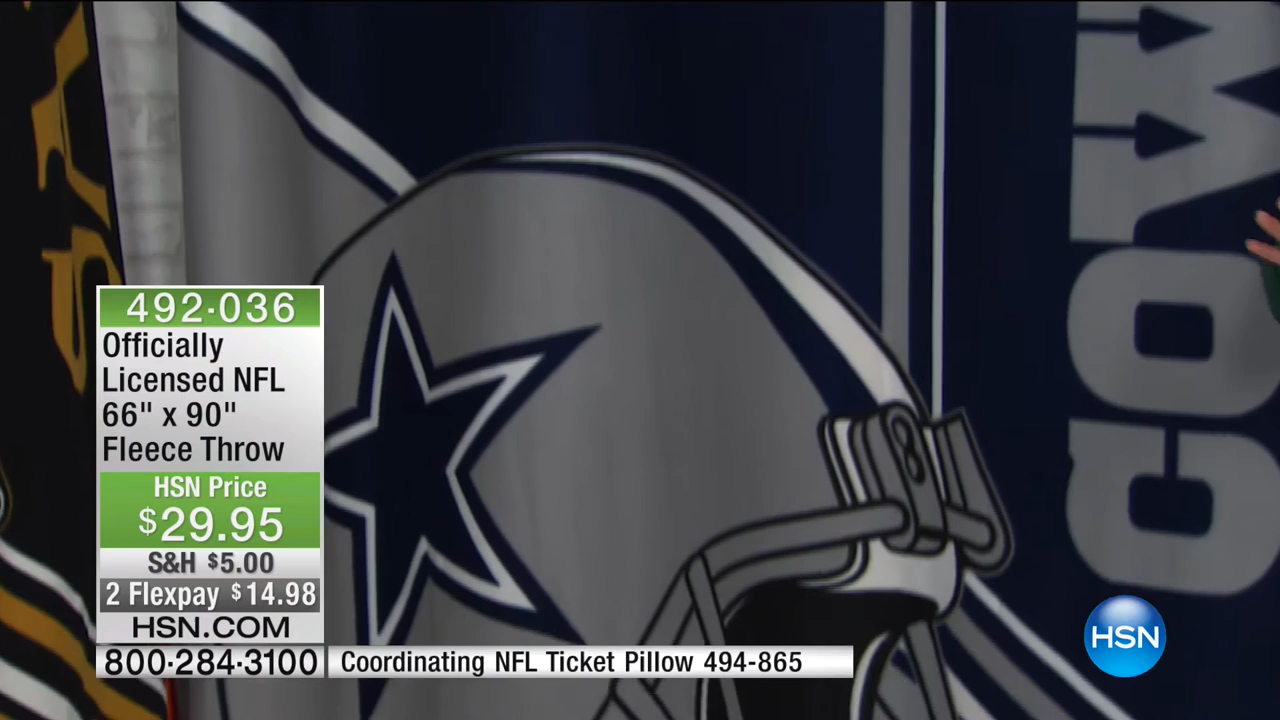 492·036
Officially
Licensed NFL
66" x 90"
Fleece Throw
HSN Price
$29.95
S&H $5.00
2 Flexpay $14.98
HSN.COM
800·284·3100
Coordinating NFL Ticket Pillow 494-865
HSN
COW